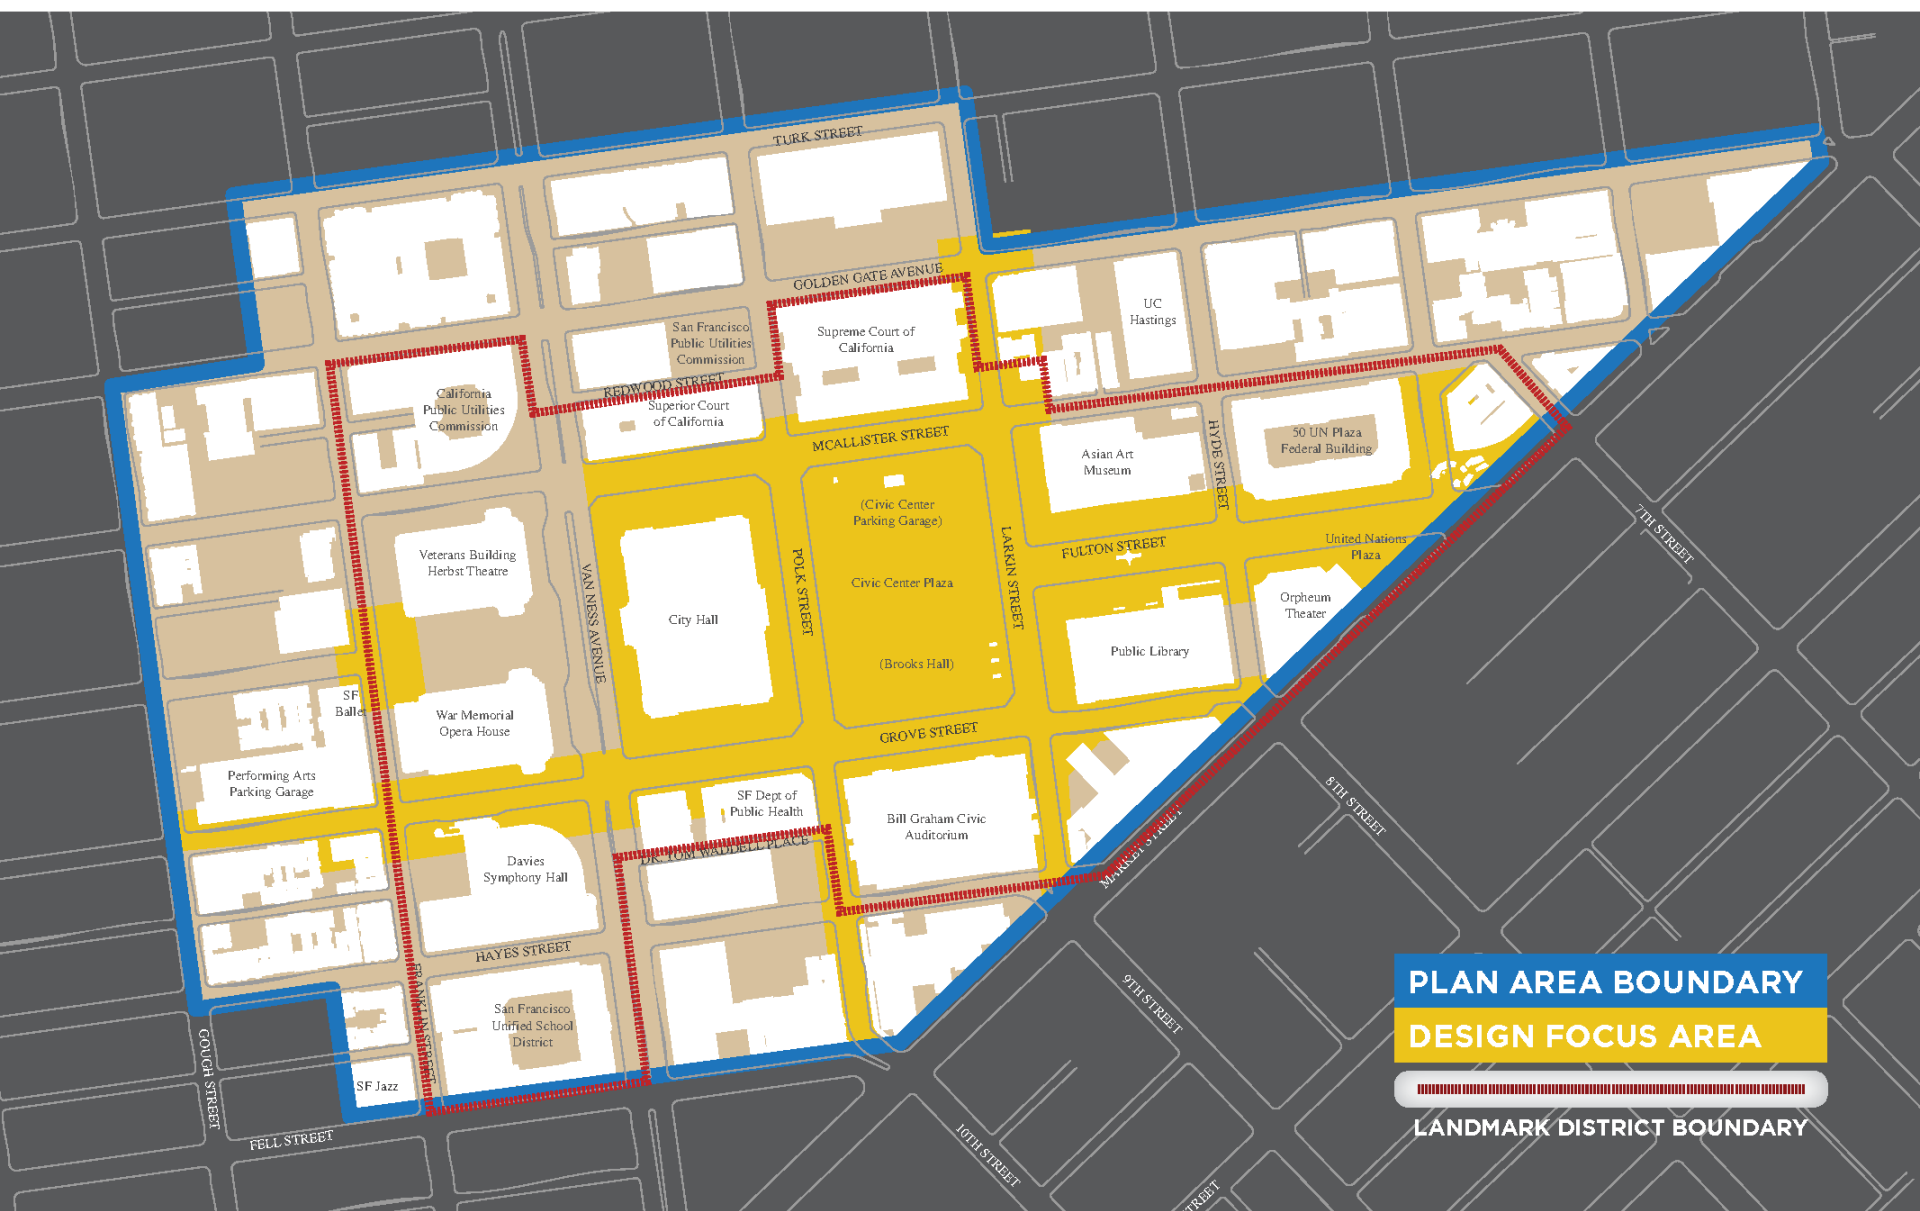 TURK STREET
GOLDEN GATE AVENUE
San Francisco
Public Utilities
Commission
Supreme Court of
California
UC
Hastings
REDWOOD STREET
California
Public Utilities
Commission
Superior Court
of California
MCALLISTER STREET
Asian Art
Museum
HYDE STREET
50 UN Plaza
Federal Building
(Civic Center
Parking Garage)
LARKIN STREET
FULTON STREET
United Nations
Plaza
7TH STREET
Veterans Building
Herbst Theatre
VAN NESS AVENUE
City Hall
POLK STREET
Civic Center Plaza
Orpheum
Theater
(Brooks Hall)
Public Library
SF
Ballet
War Memorial
Opera House
GROVE STREET
Performing Arts
Parking Garage
SF Dept of
Public Health
Bill Graham Civic
Auditorium
8TH STREET
DR. TOM WADDELL PLACE
MARKET STREET
Davies
Symphony Hall
HAYES STREET
FRANKLIN STREET
San Francisco
Unified School
District
9TH STREET
GOUGH STREET
SF Jazz
FELL STREET
10TH STREET
STREET
PLAN AREA BOUNDARY
DESIGN FOCUS AREA
LANDMARK DISTRICT BOUNDARY